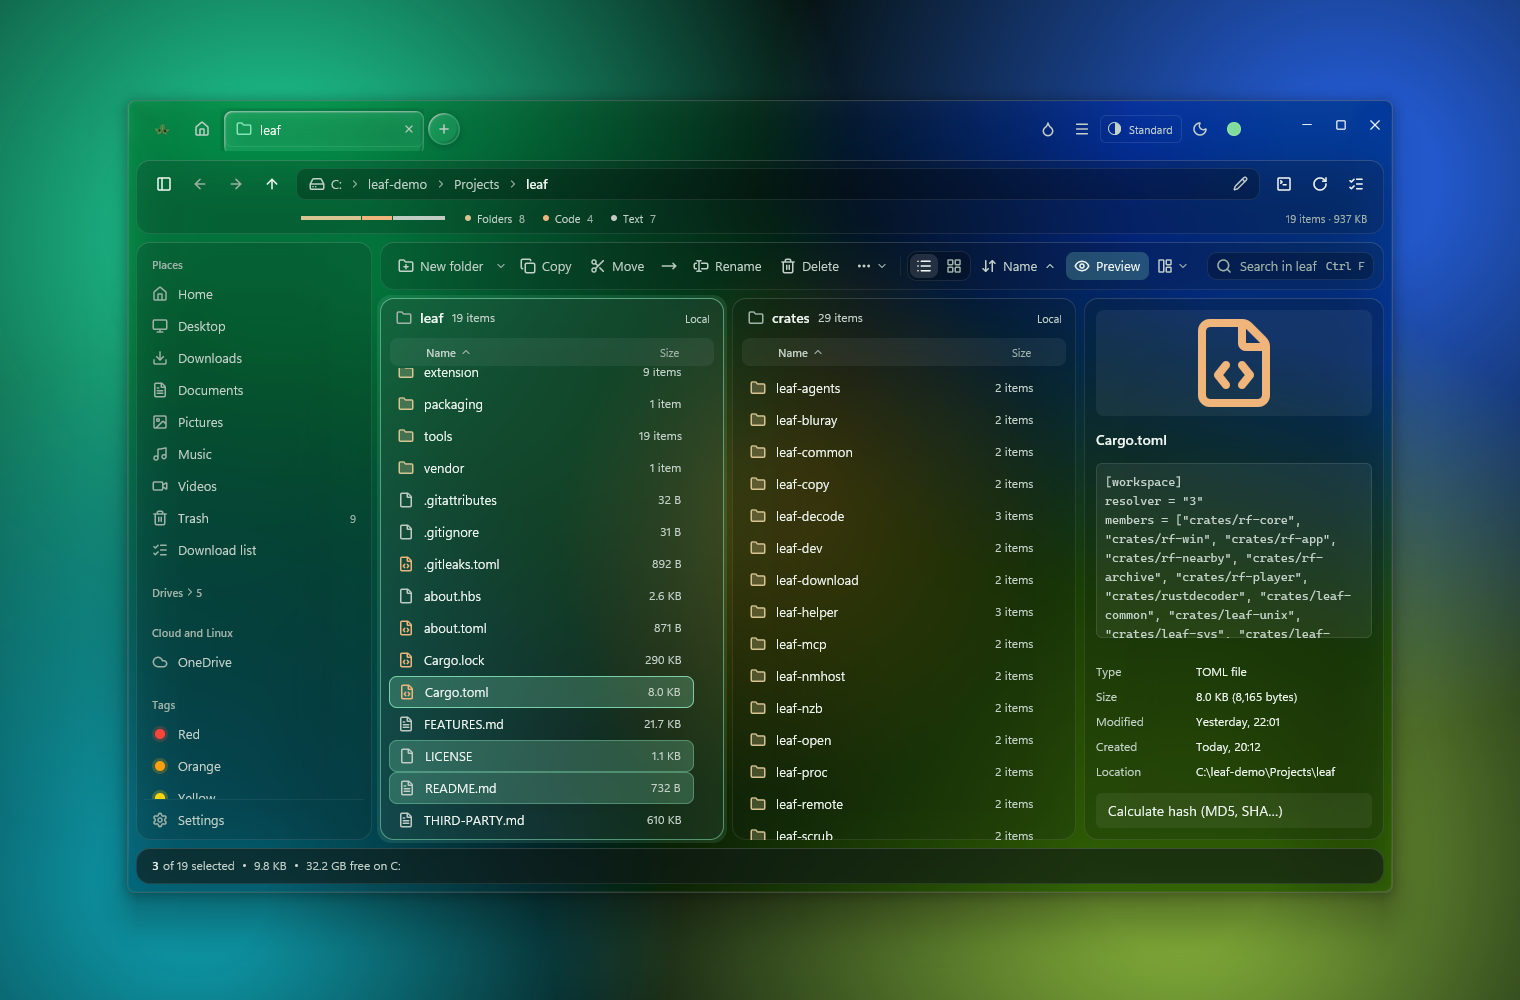 leaf
Standard
C: leaf-demo Projects leaf
Folders 8 Code 4 Text 7
19 items · 937 KB
Places
Home
Desktop
Downloads
Documents
Pictures
Music
Videos
Trash 9
Download list
Drives > 5
Cloud and Linux
OneDrive
Tags
Red
Orange
Yellow
Settings
New folder Copy Move Rename Delete Name Preview Search in leaf Ctrl F
leaf 19 items Local
Name Size
extension 9 items
packaging 1 item
tools 19 items
vendor 1 item
.gitattributes 32 B
.gitignore 31 B
.gitleaks.toml 892 B
about.hbs 2.6 KB
about.toml 871 B
Cargo.lock 290 KB
Cargo.toml 8.0 KB
FEATURES.md 21.7 KB
LICENSE 1.1 KB
README.md 732 B
THIRD-PARTY.md 610 KB
crates 29 items Local
Name Size
leaf-agents 2 items
leaf-bluray 2 items
leaf-common 2 items
leaf-copy 2 items
leaf-decode 3 items
leaf-dev 2 items
leaf-download 2 items
leaf-helper 3 items
leaf-mcp 2 items
leaf-nmhost 2 items
leaf-nzb 2 items
leaf-open 2 items
leaf-proc 2 items
leaf-remote 2 items
leaf-scrub 2 items
Cargo.toml
[workspace]
resolver = "3"
members = ["crates/rf-core",
"crates/rf-win", "crates/rf-app",
"crates/rf-nearby", "crates/rf-
archive", "crates/rf-player",
"crates/rustdecoder", "crates/leaf-
common", "crates/leaf-unix",
"crates/leaf-sys", "crates/leaf-
Type TOML file
Size 8.0 KB (8,165 bytes)
Modified Yesterday, 22:01
Created Today, 20:12
Location C:\leaf-demo\Projects\leaf
Calculate hash (MD5, SHA...)
3 of 19 selected • 9.8 KB • 32.2 GB free on C: